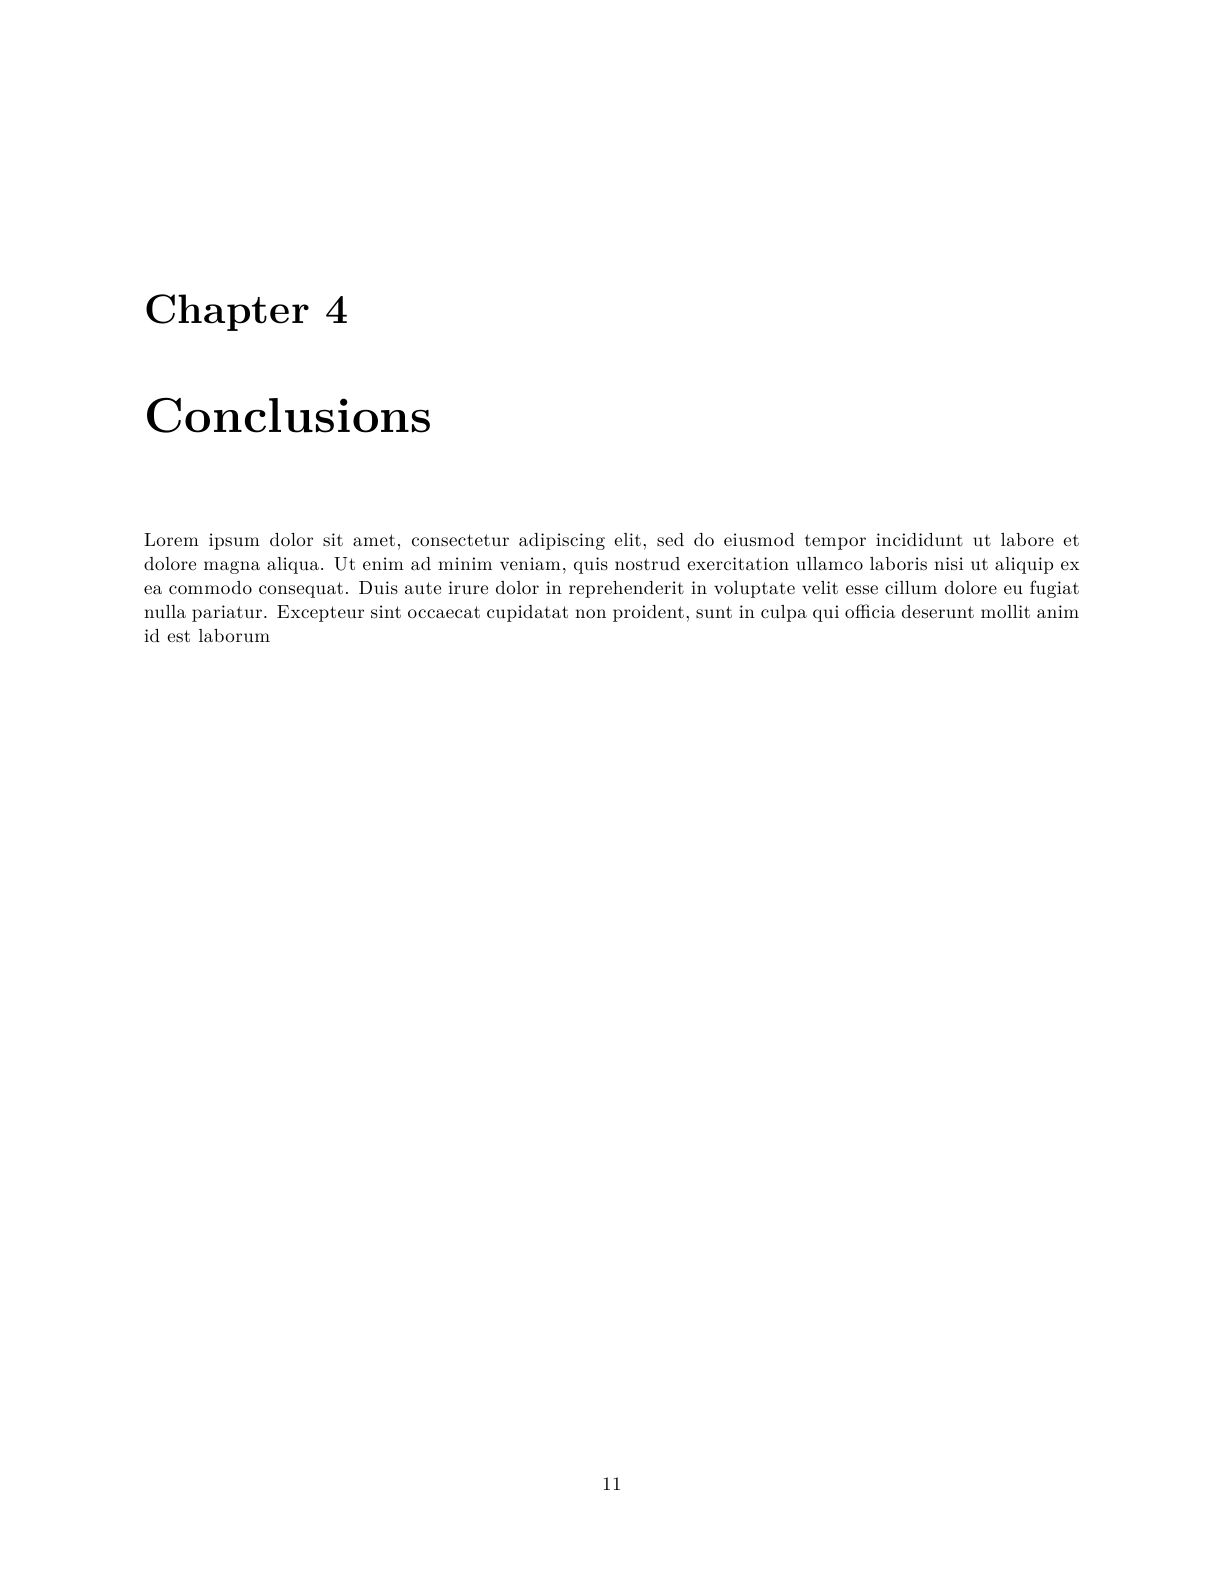 Chapter 4
Conclusions
Lorem ipsum dolor sit amet, consectetur adipiscing elit, sed do eiusmod tempor incididunt ut labore et
dolore magna aliqua. Ut enim ad minim veniam, quis nostrud exercitation ullamco laboris nisi ut aliquip ex
ea commodo consequat. Duis aute irure dolor in reprehenderit in voluptate velit esse cillum dolore eu fugiat
nulla pariatur. Excepteur sint occaecat cupidatat non proident, sunt in culpa qui officia deserunt mollit anim
id est laborum
11